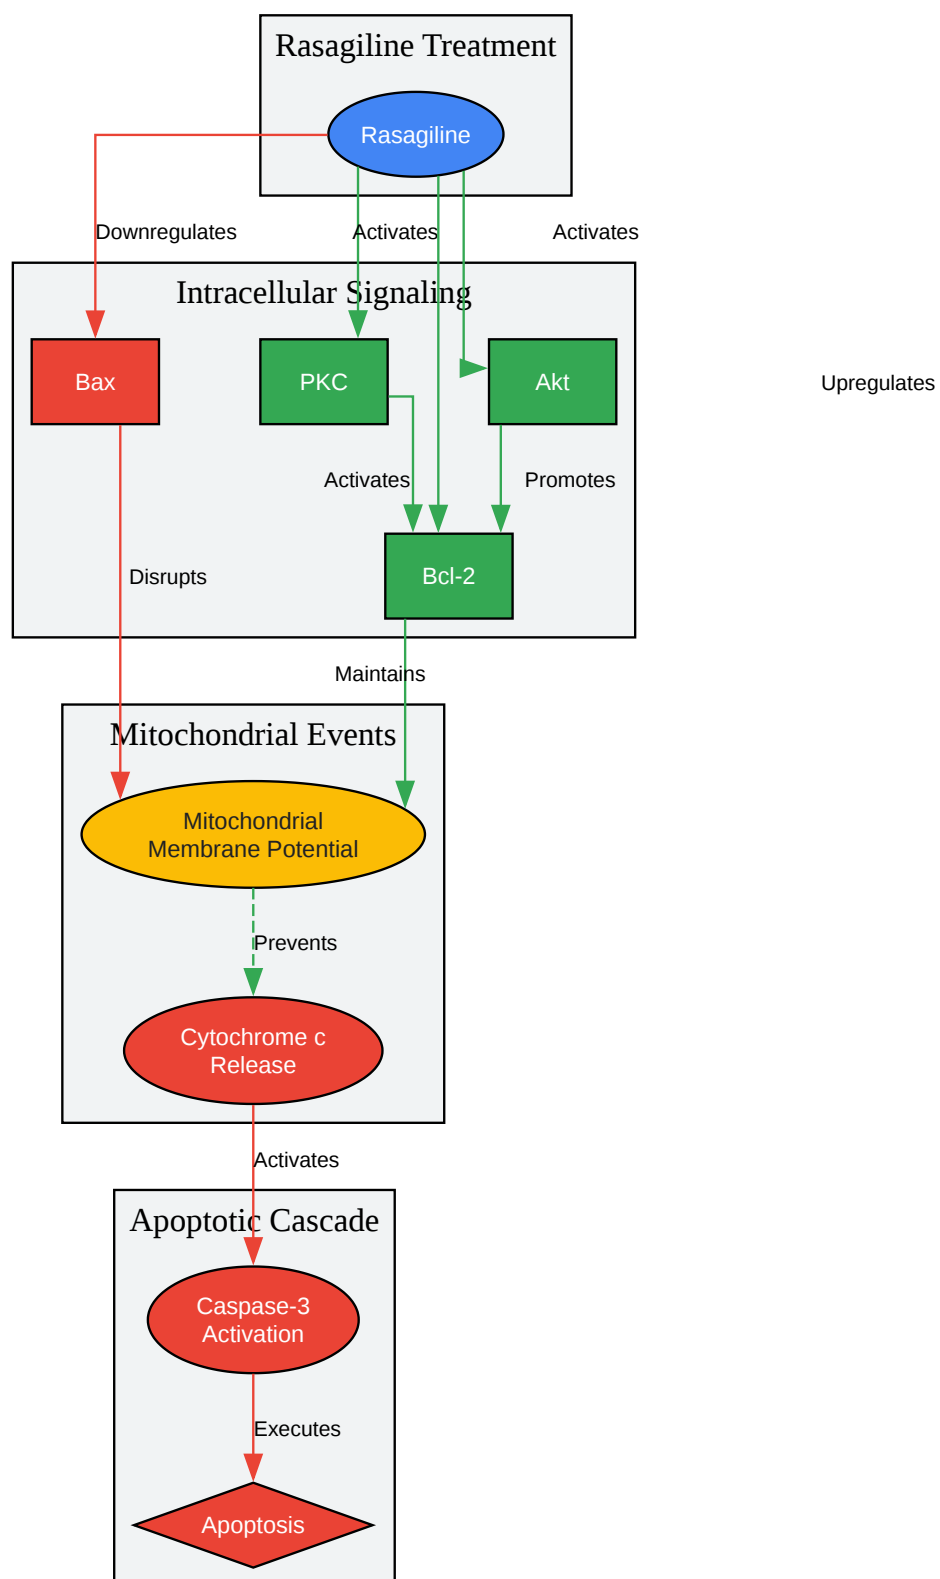 Rasagiline Treatment
Rasagiline
Downregulates
Activates
Activates
Intracellular Signaling
Bax
PKC
Akt
Upregulates
Activates
Promotes
Bcl-2
Disrupts
Maintains
Mitochondrial Events
Mitochondrial
Membrane Potential
Prevents
Cytochrome c
Release
Activates
Apoptotic Cascade
Caspase-3
Activation
Executes
Apoptosis